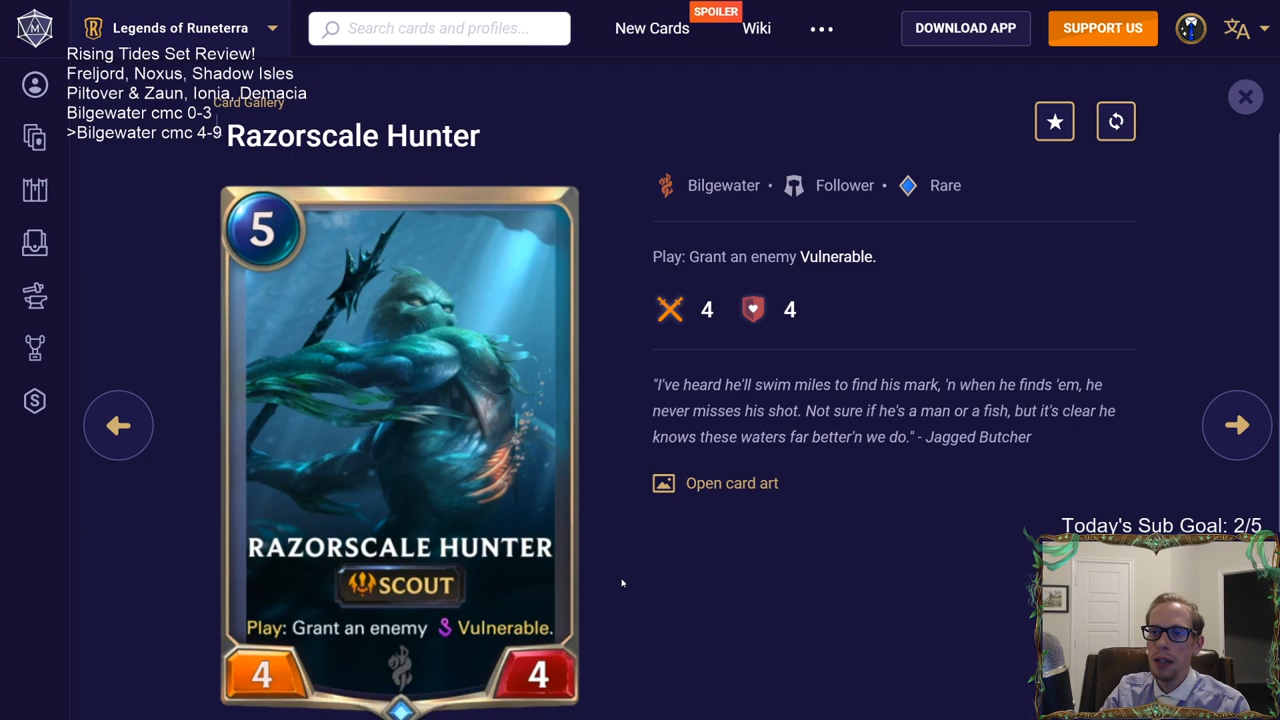 Legends of Runeterra
Search cards and profiles...
New Cards
SPOILER
Wiki
DOWNLOAD APP
SUPPORT US
Rising Tides Set Review!
Freljord, Noxus, Shadow Isles
Piltover & Zaun, Ionia, Demacia
Bilgewater cmc 0-3
>Bilgewater cmc 4-9
Card Gallery
Razorscale Hunter
5
RAZORSCALE HUNTER
SCOUT
Play: Grant an enemy Vulnerable.
4
4
Bilgewater • Follower • Rare
Play: Grant an enemy Vulnerable.
4 4
"I've heard he'll swim miles to find his mark, 'n when he finds 'em, he
never misses his shot. Not sure if he's a man or a fish, but it's clear he
knows these waters far better'n we do." - Jagged Butcher
Open card art
Today's Sub Goal: 2/5